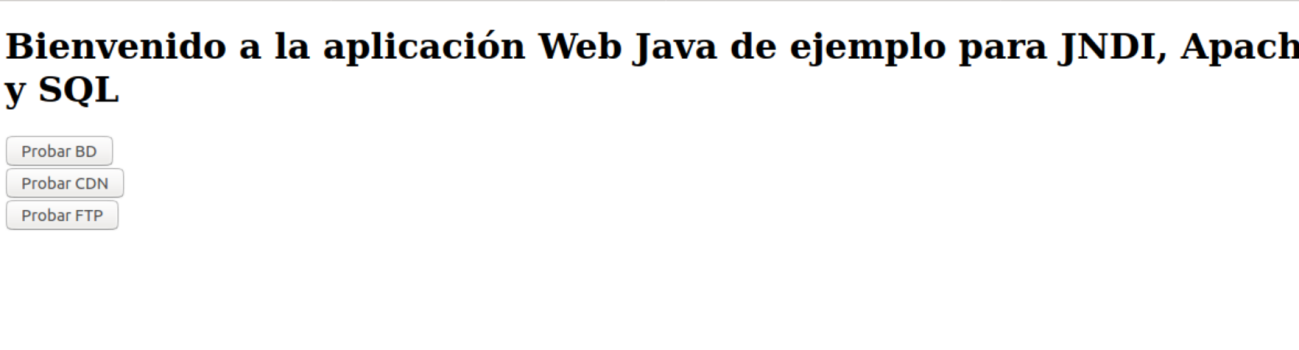 Bienvenido a la aplicación Web Java de ejemplo para JNDI, Apach
y SQL
Probar BD
Probar CDN
Probar FTP